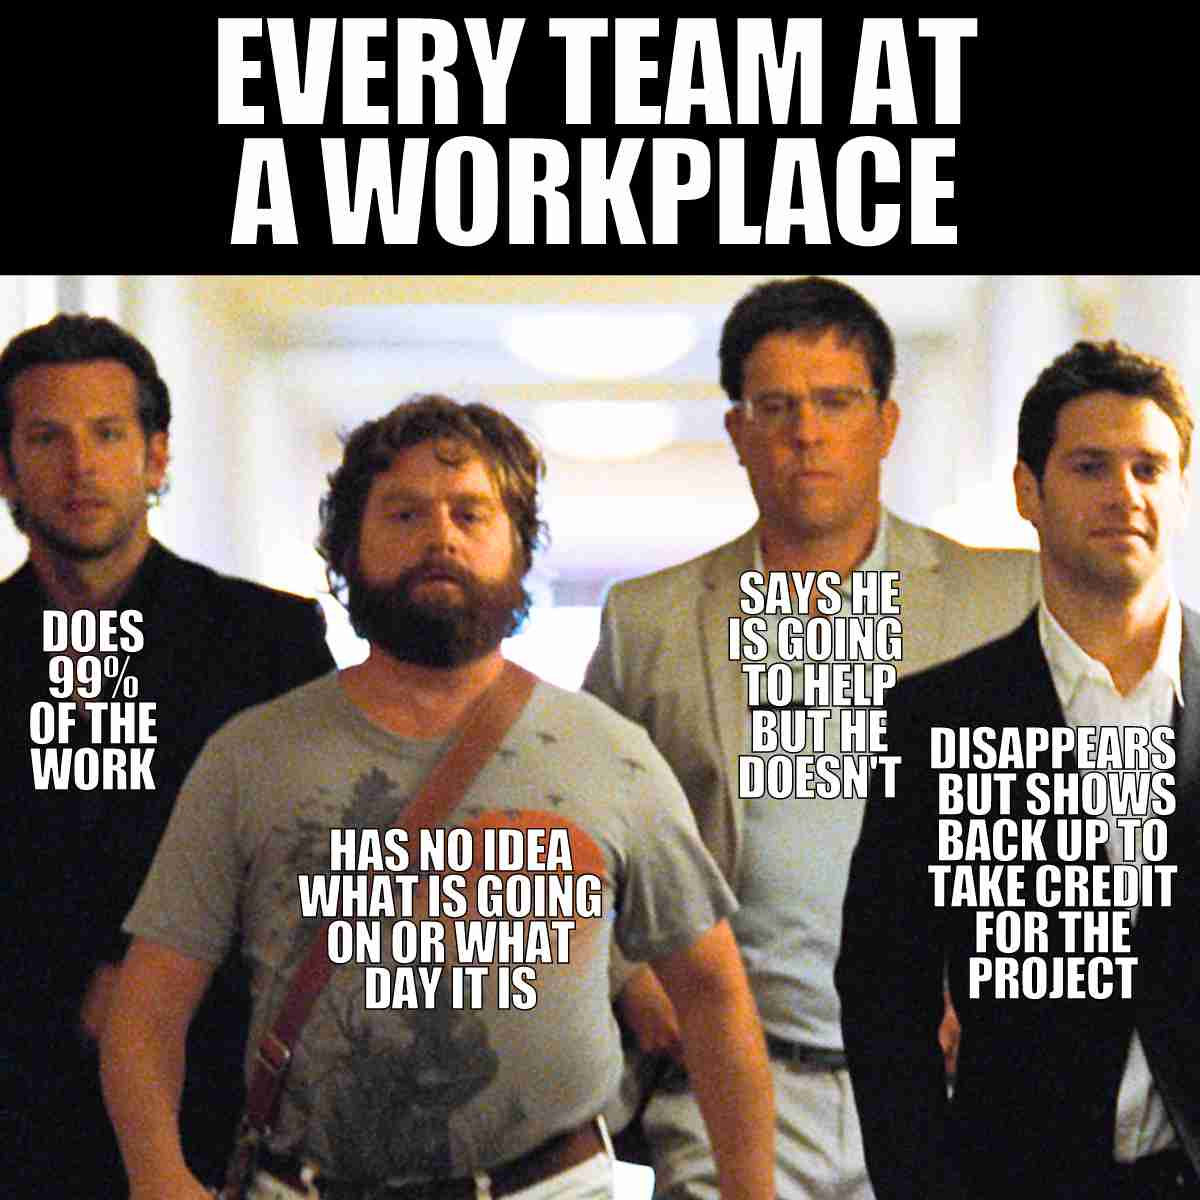 EVERY TEAM AT
A WORKPLACE
DOES
99%
OF THE
WORK
HAS NO IDEA
WHAT IS GOING
ON OR WHAT
DAY IT IS
SAYS HE
IS GOING
TO HELP
BUT HE
DOESN'T
DISAPPEARS
BUT SHOWS
BACK UP TO
TAKE CREDIT
FOR THE
PROJECT